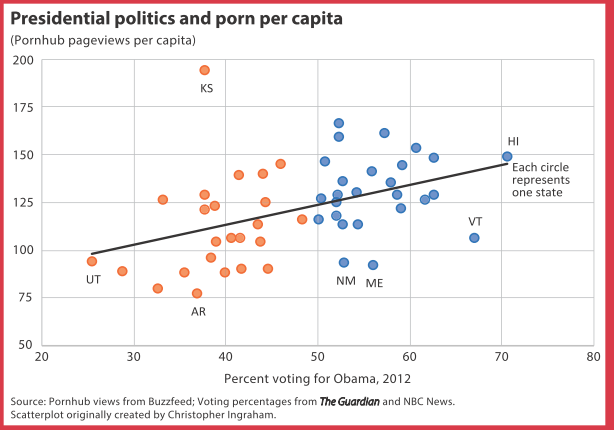 Presidential politics and porn per capita
(Pornhub pageviews per capita)
200
KS
175
150
HI
Each circle
represents
one state
125
VT
100
UT
NM
ME
75
AR
50
20
30
40
50
60
70
80
Percent voting for Obama, 2012
Source: Pornhub views from Buzzfeed; Voting percentages from The Guardian and NBC News.
Scatterplot originally created by Christopher Ingraham.